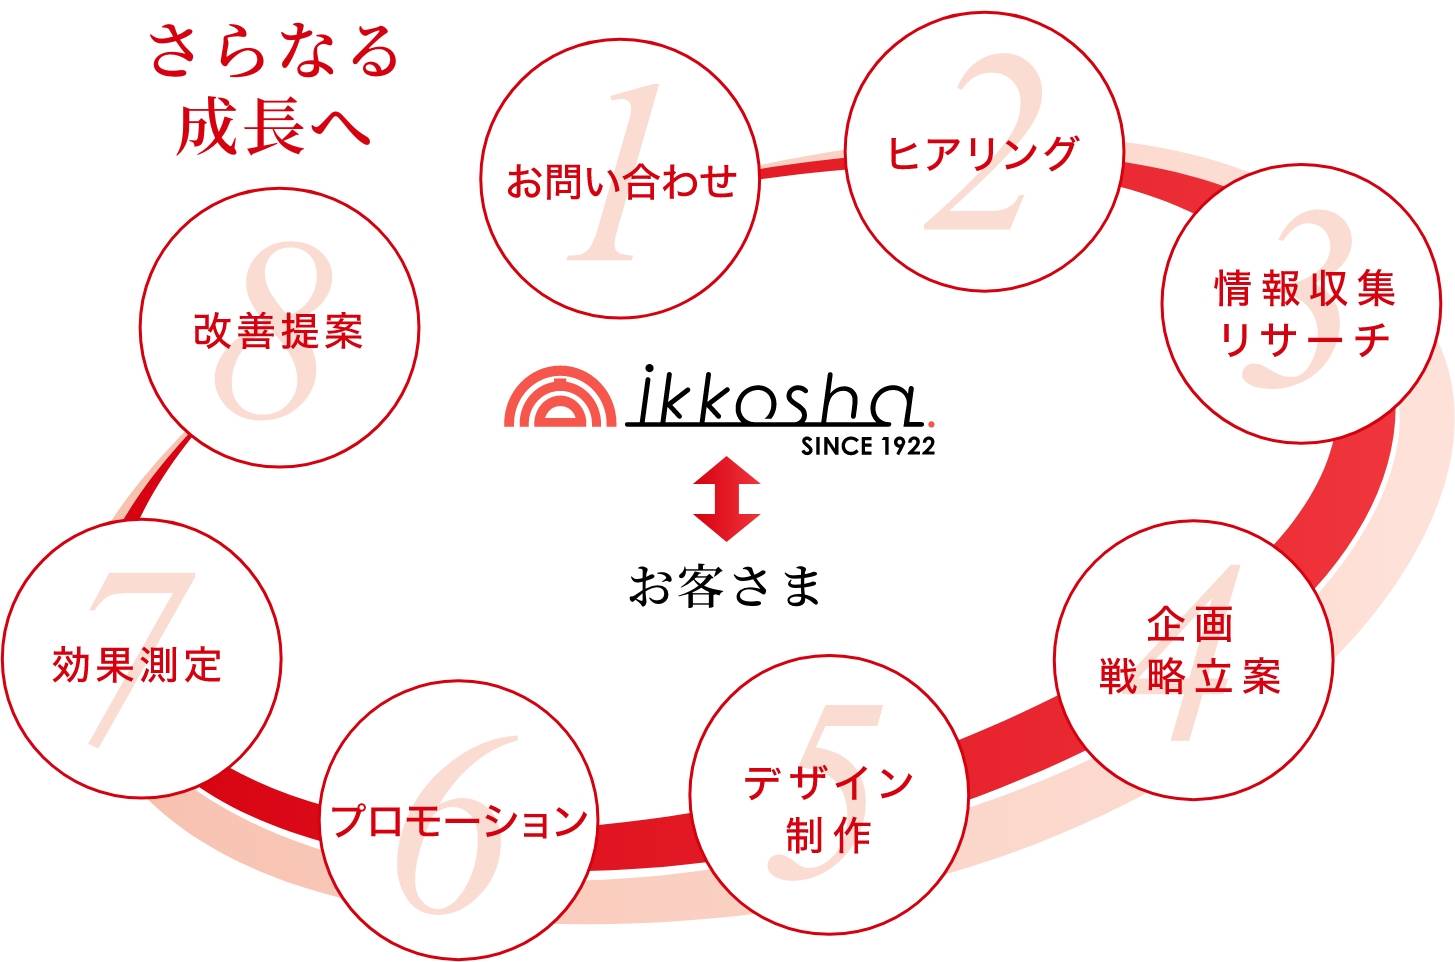 さらなる
成長へ
1
お問い合わせ
2
ヒアリング
3
情報収集
リサーチ
4
企画
戦略立案
5
デザイン
制作
6
プロモーション
7
効果測定
8
改善提案
ikkosha.
SINCE 1922
お客さま